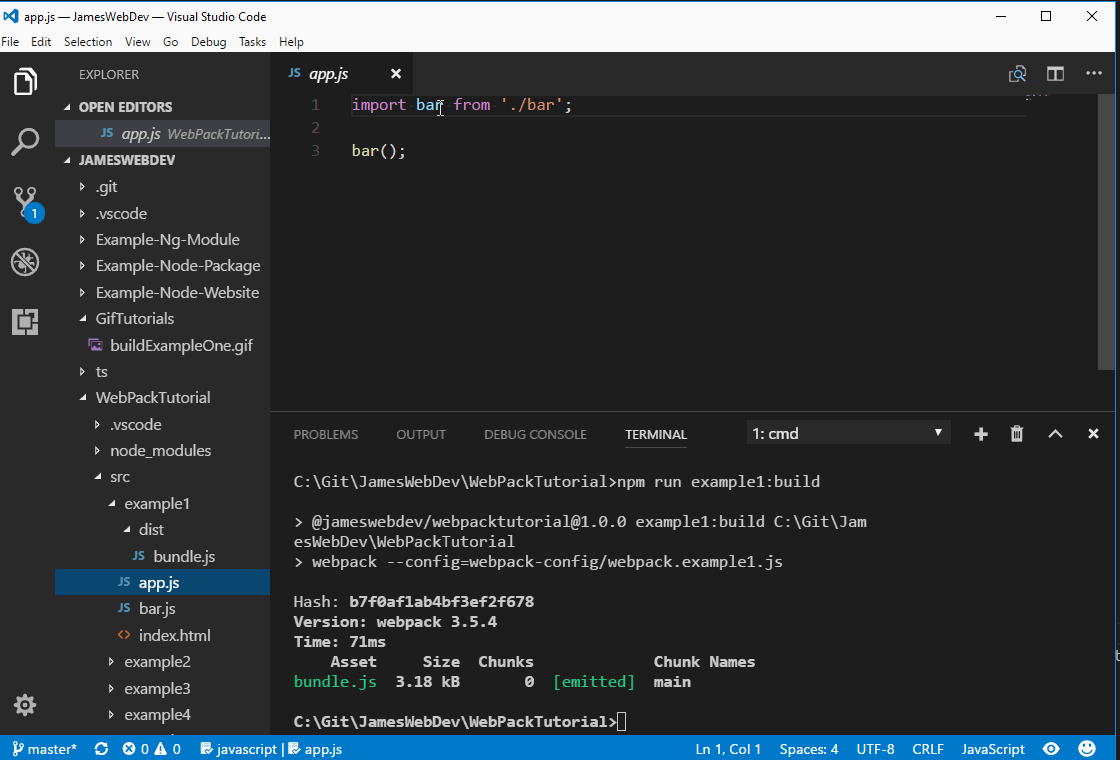 app.js — JamesWebDev — Visual Studio Code
File Edit Selection View Go Debug Tasks Help
EXPLORER
OPEN EDITORS
JS app.js WebPackTutori...
JAMESWEBDEV
.git
.vscode
Example-Ng-Module
Example-Node-Package
Example-Node-Website
GifTutorials
buildExampleOne.gif
ts
WebPackTutorial
.vscode
node_modules
src
example1
dist
JS bundle.js
JS app.js
JS bar.js
<> index.html
example2
example3
example4
1
JS app.js
1 import bar from './bar';
2
3 bar();
PROBLEMS OUTPUT DEBUG CONSOLE TERMINAL 1: cmd
C:\Git\JamesWebDev\WebPackTutorial>npm run example1:build
> @jameswebdev/webpacktutorial@1.0.0 example1:build C:\Git\Jam
esWebDev\WebPackTutorial
> webpack --config=webpack-config/webpack.example1.js
Hash: b7f0af1ab4bf3ef2f678
Version: webpack 3.5.4
Time: 71ms
Asset Size Chunks Chunk Names
bundle.js 3.18 kB 0 [emitted] main
C:\Git\JamesWebDev\WebPackTutorial>
master* 0 0 javascript | app.js Ln 1, Col 1 Spaces: 4 UTF-8 CRLF JavaScript